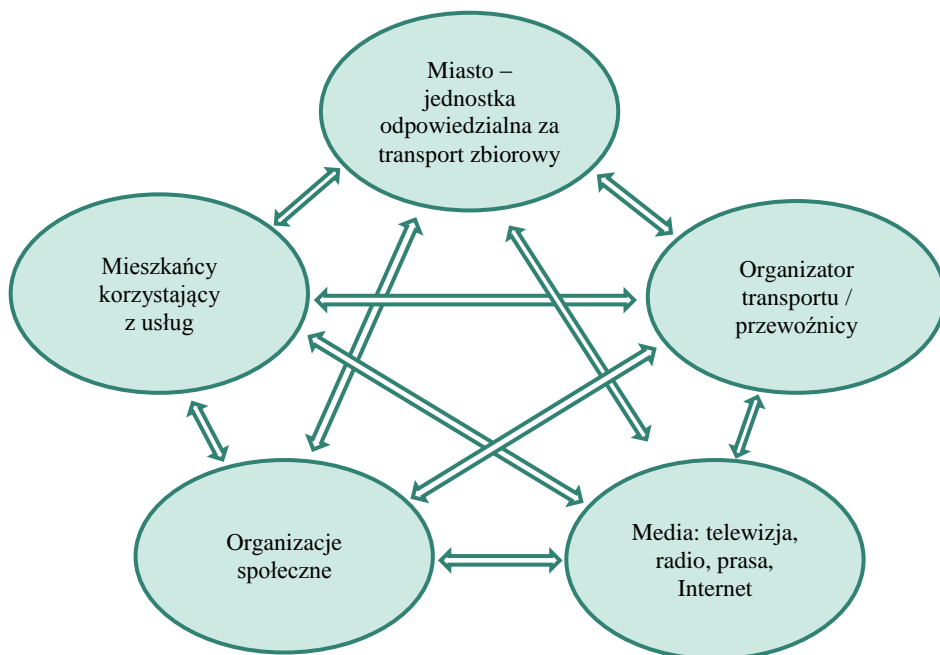 Miasto –
jednostka
odpowiedzialna za
transport zbiorowy
Mieszkańcy
korzystający
z usług
Organizator
transportu /
przewoźnicy
Organizacje
społeczne
Media: telewizja,
radio, prasa,
Internet